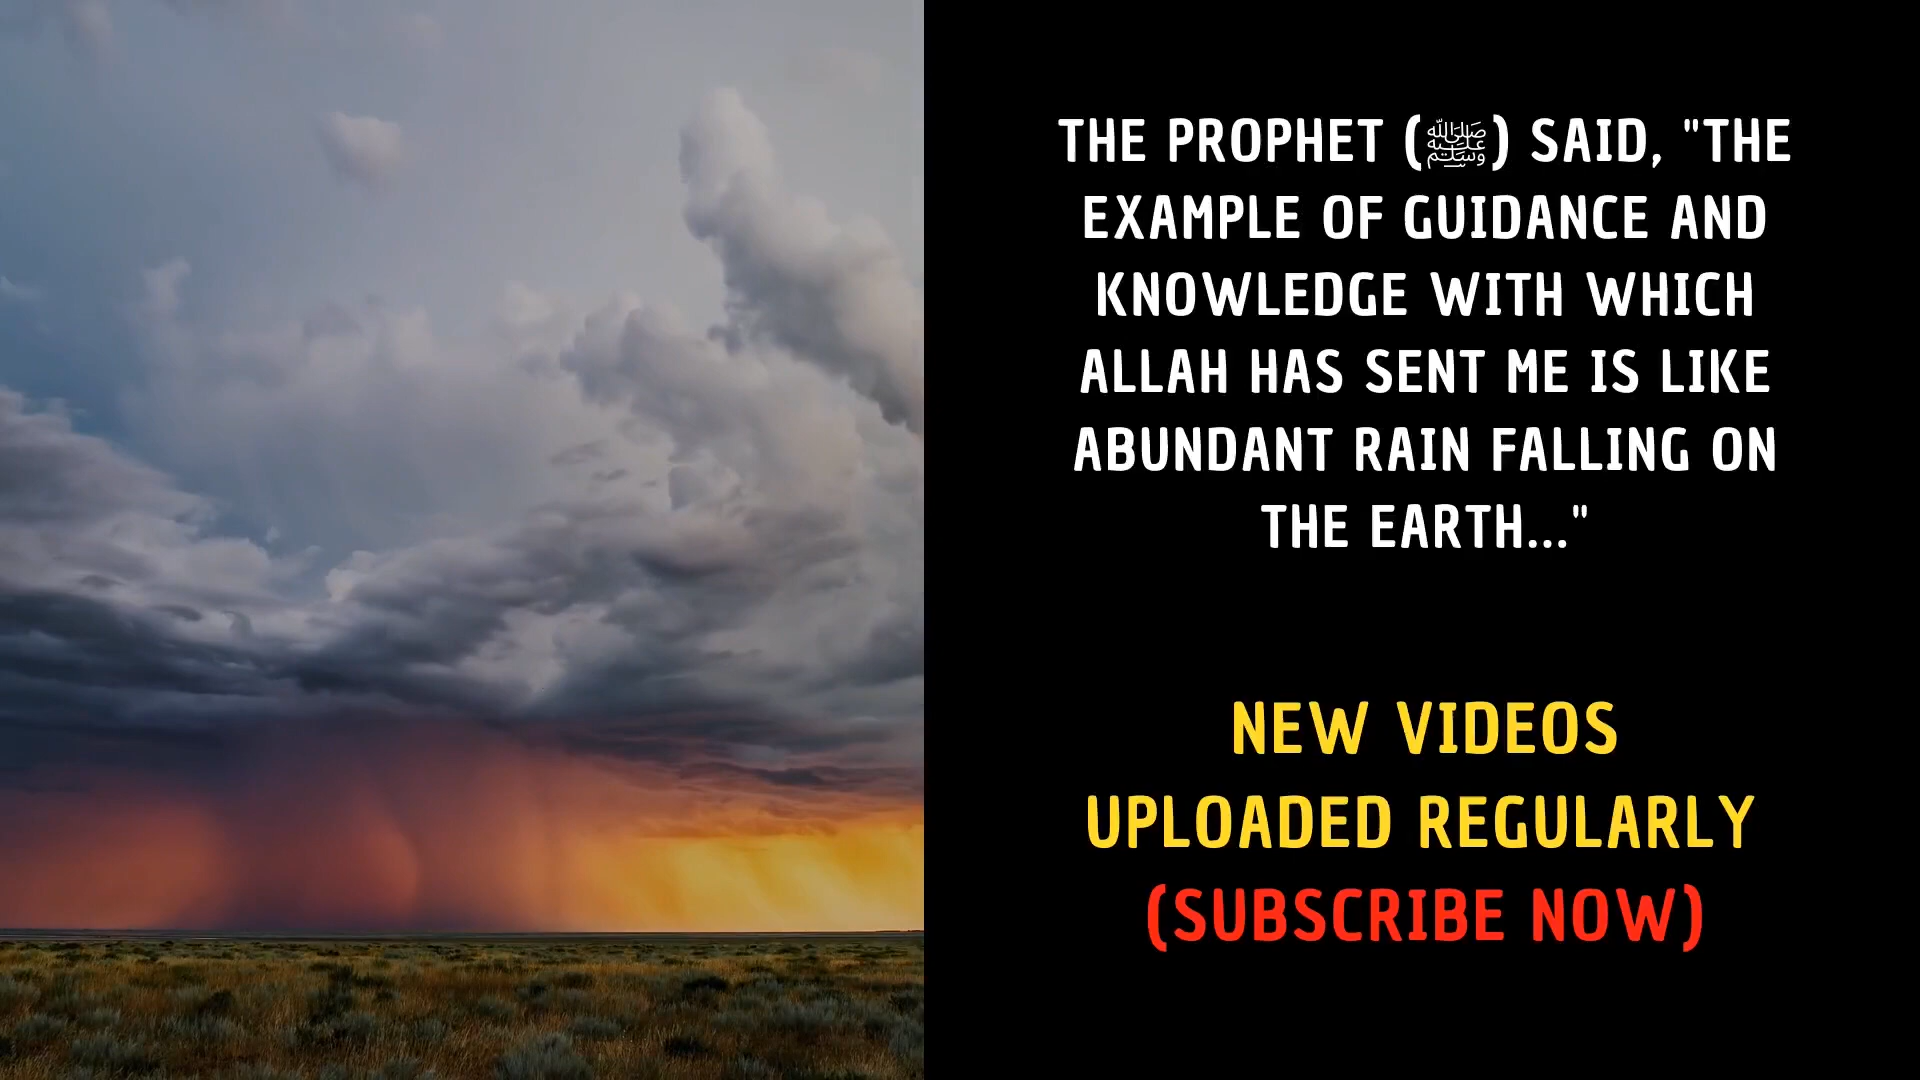 THE PROPHET (ﷺ) SAID, "THE
EXAMPLE OF GUIDANCE AND
KNOWLEDGE WITH WHICH
ALLAH HAS SENT ME IS LIKE
ABUNDANT RAIN FALLING ON
THE EARTH..."
NEW VIDEOS
UPLOADED REGULARLY
(SUBSCRIBE NOW)